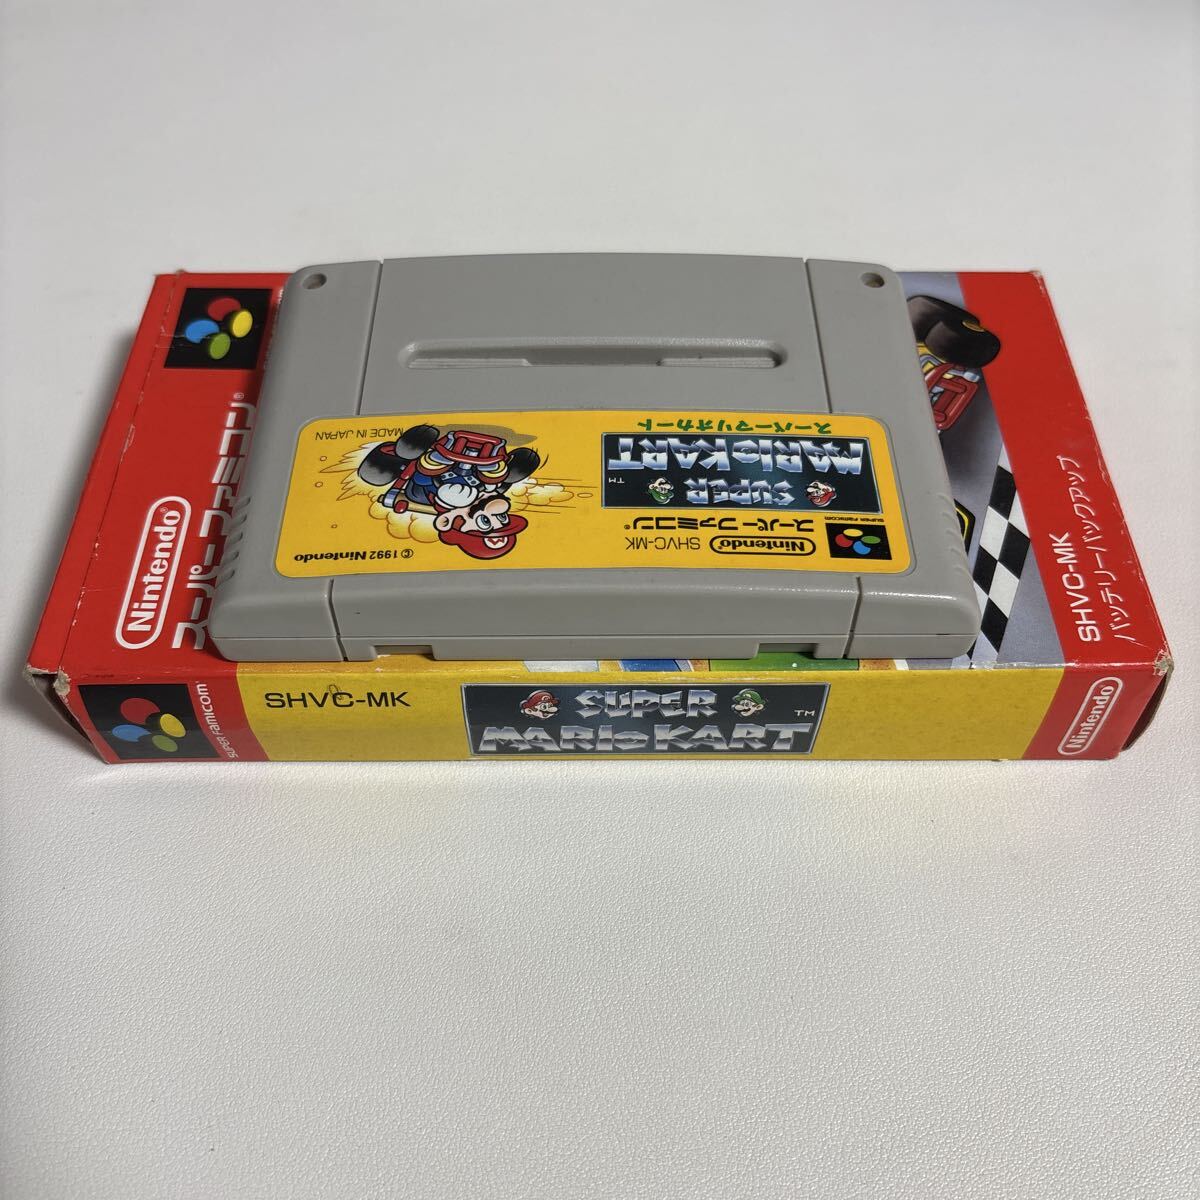 スーパーファミコン®
Nintendo®
SHVC-MK
バッテリーバックアップ
SUPER FAMICOM
スーパーファミコン®
Nintendo®
SHVC-MK
SUPER
MARIO KART
TM
スーパーマリオカート
MADE IN JAPAN
© 1992 Nintendo
SUPER FAMICOM
SHVC-MK
SUPER
MARIO KART
TM
Nintendo®